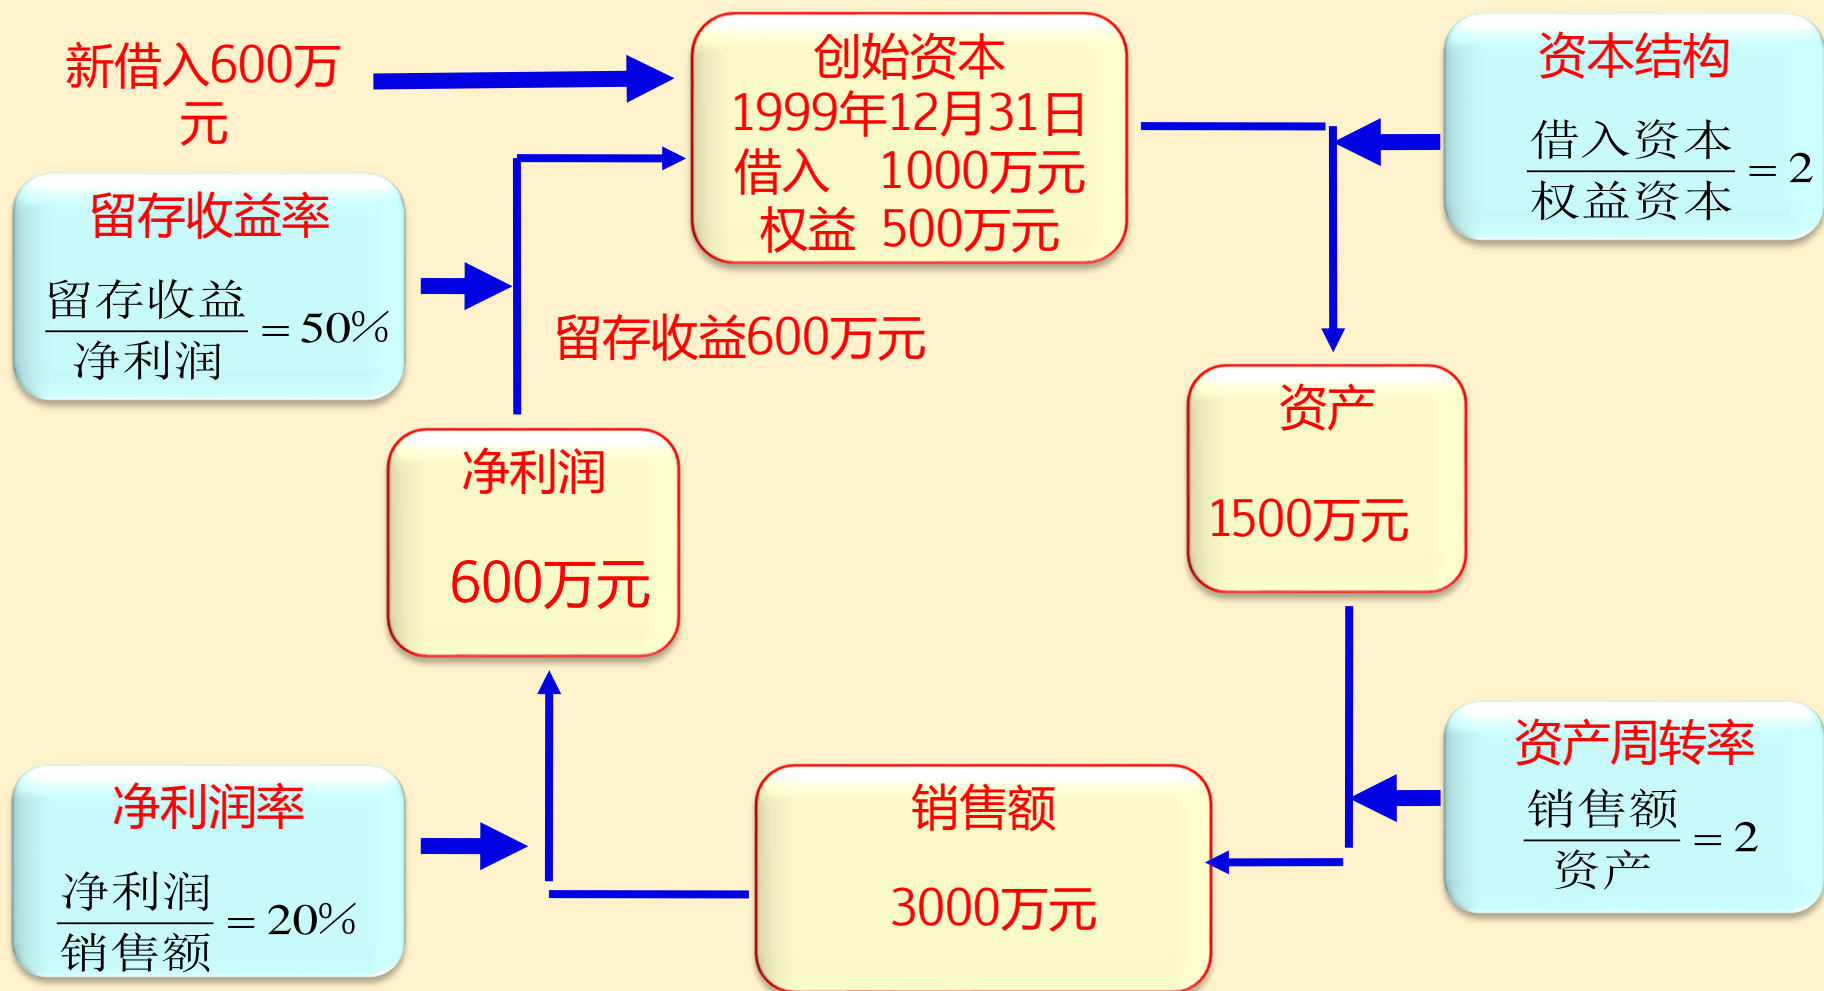 新借入600万
元
创始资本
1999年12月31日
借入 1000万元
权益 500万元
资本结构
借入资本
权益资本
= 2
留存收益率
留存收益
净利润
= 50%
留存收益600万元
资产
1500万元
净利润
600万元
净利润率
净利润
销售额
= 20%
销售额
3000万元
资产周转率
销售额
资产
= 2